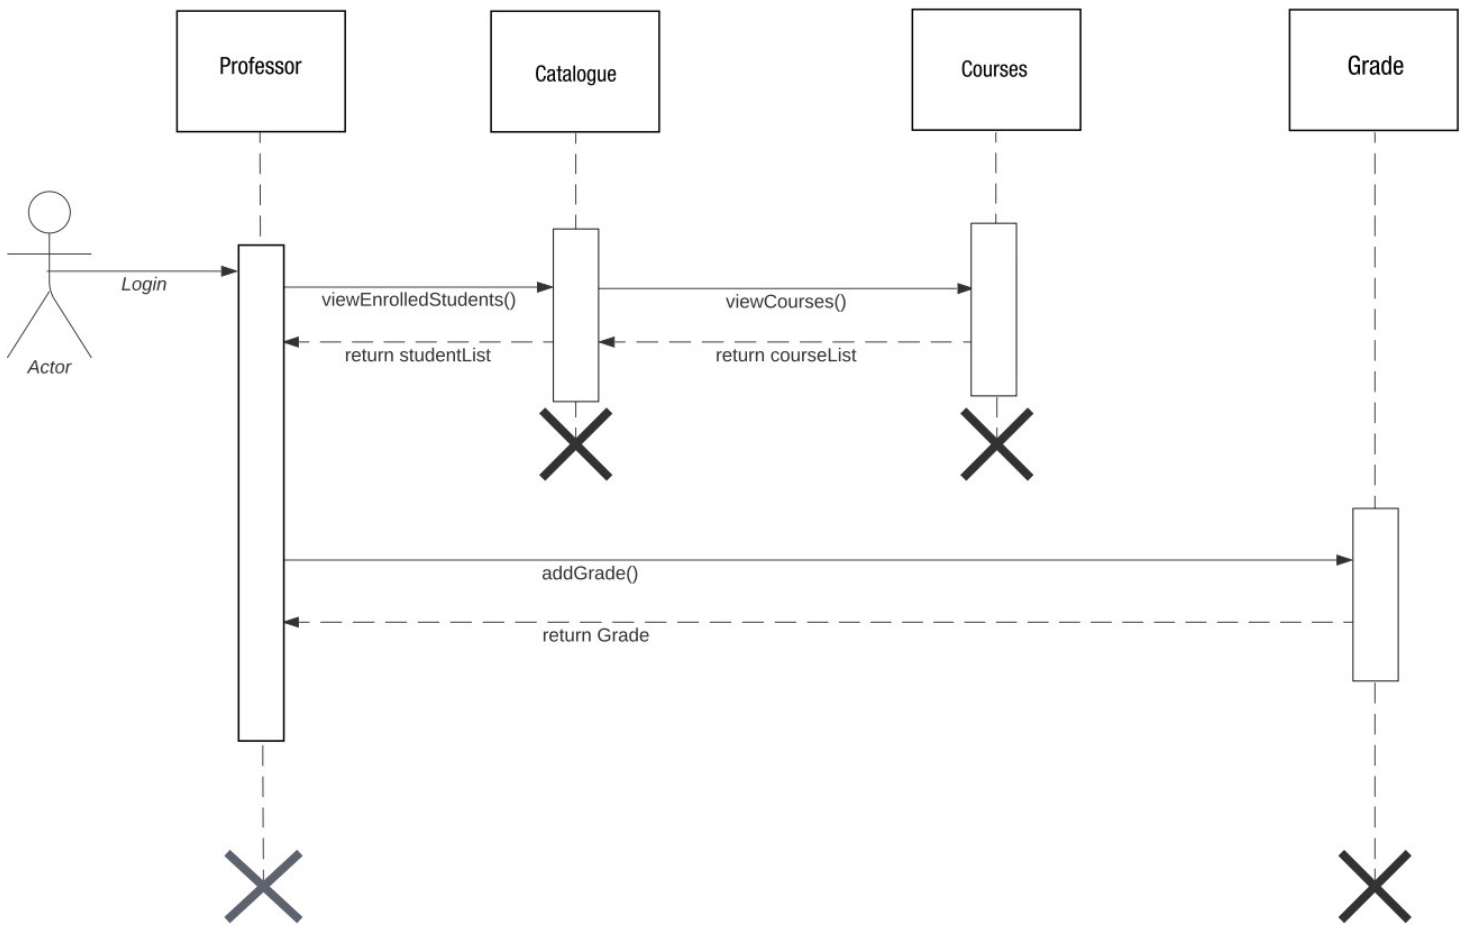 Professor
Catalogue
Courses
Grade
Login
viewEnrolledStudents()
viewCourses()
return studentList
return courseList
Actor
addGrade()
return Grade